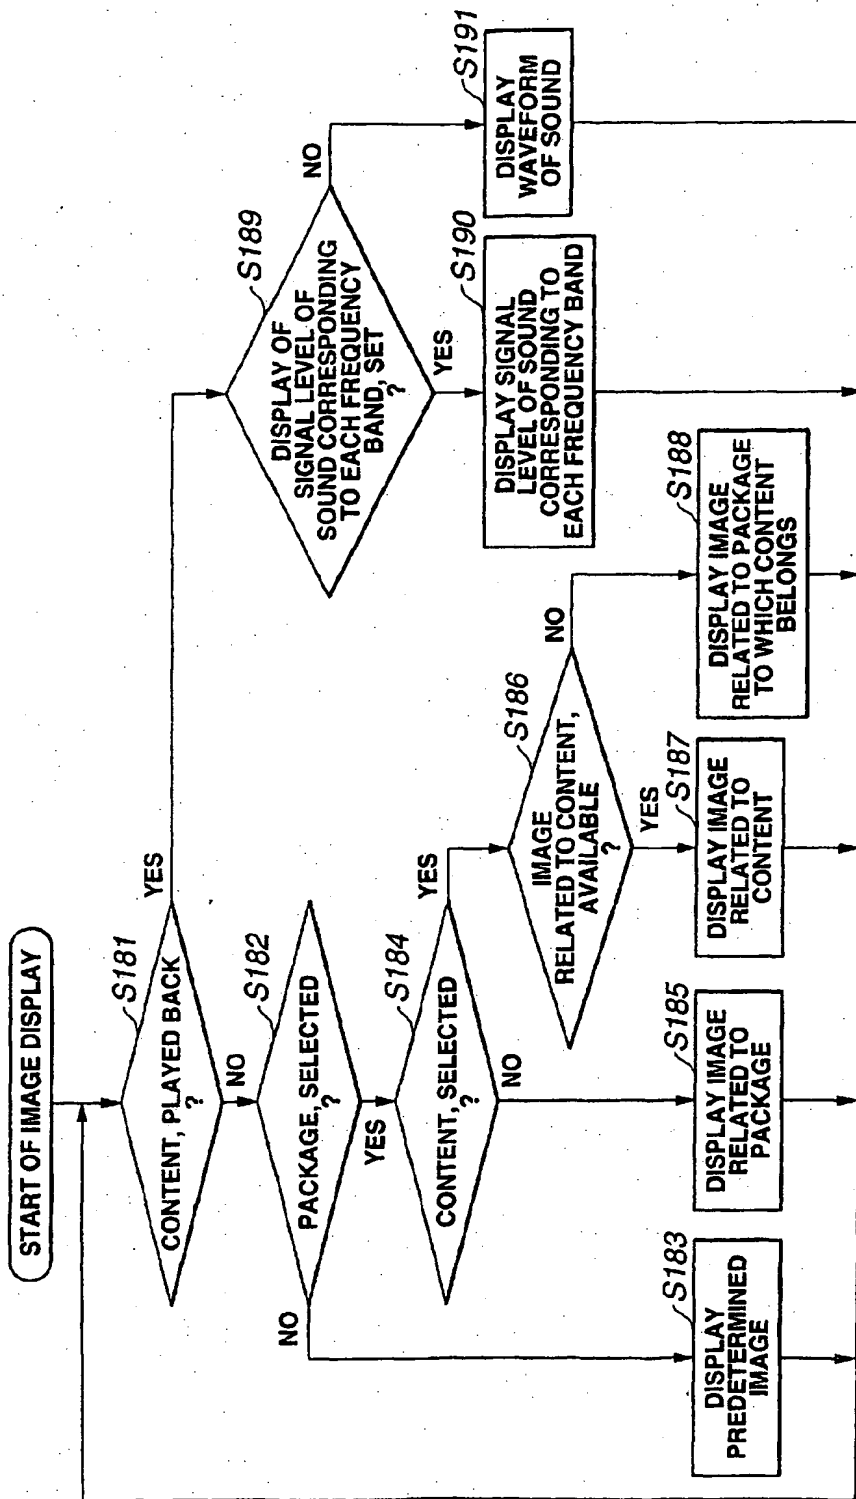 START OF IMAGE DISPLAY
S181
CONTENT, PLAYED BACK
?
YES
NO
S182
PACKAGE, SELECTED
?
NO
YES
S184
CONTENT, SELECTED
?
YES
NO
S186
IMAGE
RELATED TO CONTENT,
AVAILABLE
?
NO
YES
S189
DISPLAY OF
SIGNAL LEVEL OF
SOUND CORRESPONDING
TO EACH FREQUENCY
BAND, SET
?
NO
YES
S183
DISPLAY
PREDETERMINED
IMAGE
S185
DISPLAY IMAGE
RELATED TO
PACKAGE
S187
DISPLAY IMAGE
RELATED TO
CONTENT
S188
DISPLAY IMAGE
RELATED TO PACKAGE
TO WHICH CONTENT
BELONGS
S190
DISPLAY SIGNAL
LEVEL OF SOUND
CORRESPONDING TO
EACH FREQUENCY BAND
S191
DISPLAY
WAVEFORM
OF SOUND